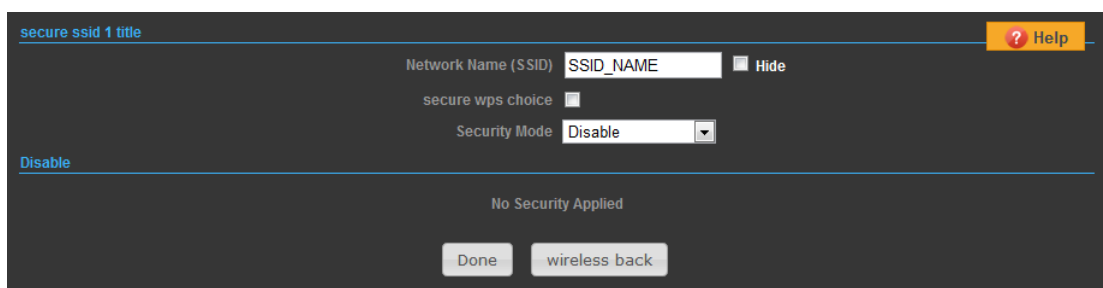 secure ssid 1 title
? Help
Network Name (SSID) SSID_NAME Hide
secure wps choice
Security Mode Disable
Disable
No Security Applied
Done wireless back